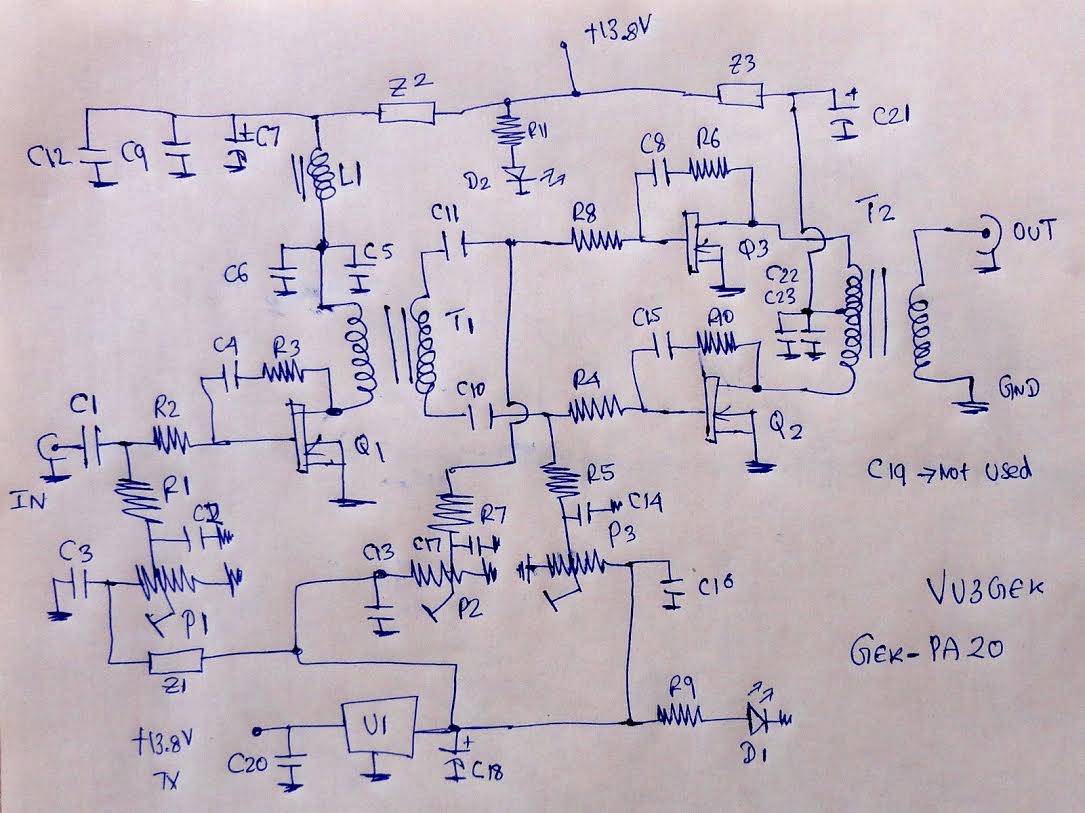 +13.8V
Z2
Z3
C12
C9
+
C7
R11
+
C21
L1
D2
C8
R6
C11
R8
T2
OUT
C6
C5
Q3
C22
C23
T1
C15
R10
C4
R3
C10
R4
GND
C1
R2
Q1
Q2
IN
R1
R5
C19 → Not Used
C14
R7
P3
C3
C13
C17
C16
P1
P2
VU3GEK
GEK-PA20
Z1
R9
+13.8V
TX
U1
+
C20
C18
D1